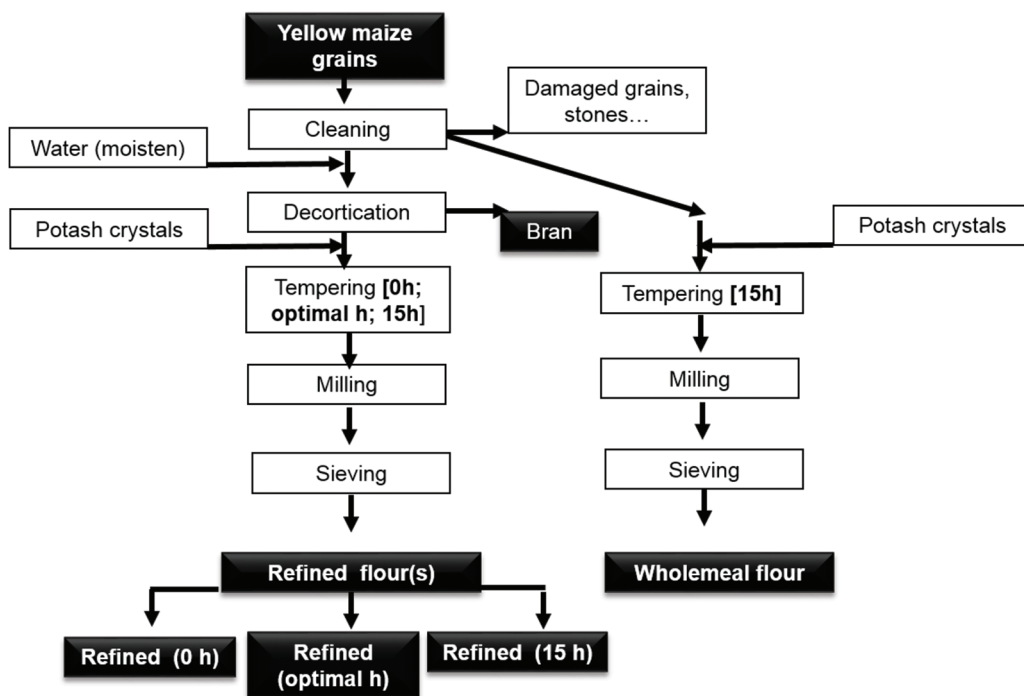 Yellow maize
grains
Damaged grains,
stones…
Cleaning
Water (moisten)
Decortication
Potash crystals
Bran
Potash crystals
Tempering [0h;
optimal h; 15h]
Tempering [15h]
Milling
Milling
Sieving
Sieving
Refined flour(s)
Wholemeal flour
Refined (0 h)
Refined
(optimal h)
Refined (15 h)